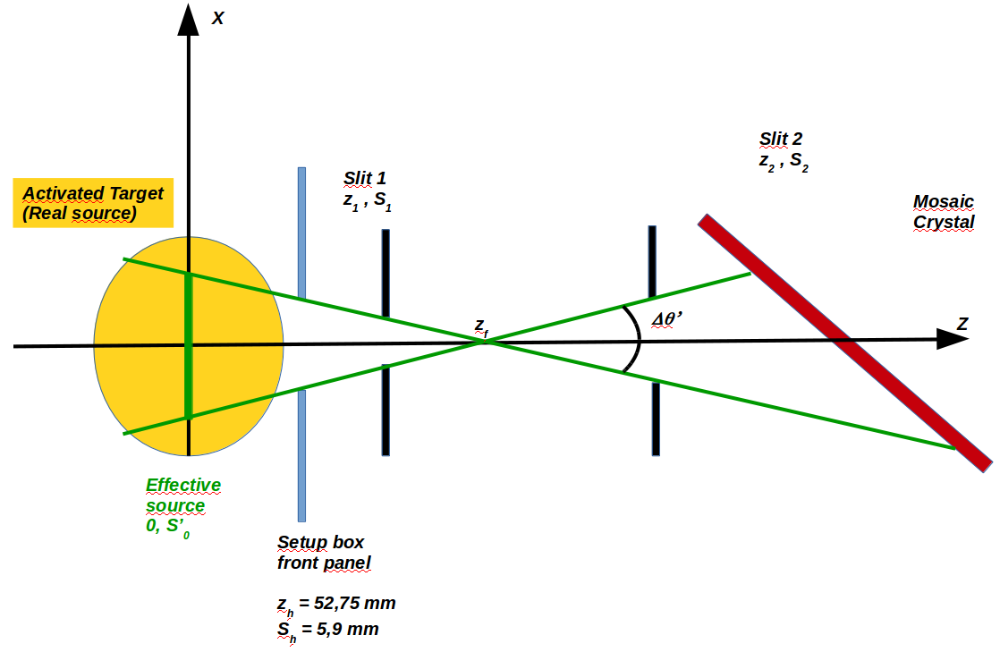 X
Slit 2
z2 , S2
Slit 1
z1 , S1
Activated Target
(Real source)
Mosaic
Crystal
zf
Δθ’
Z
Effective
source
0, S’0
Setup box
front panel
zh = 52,75 mm
Sh = 5,9 mm